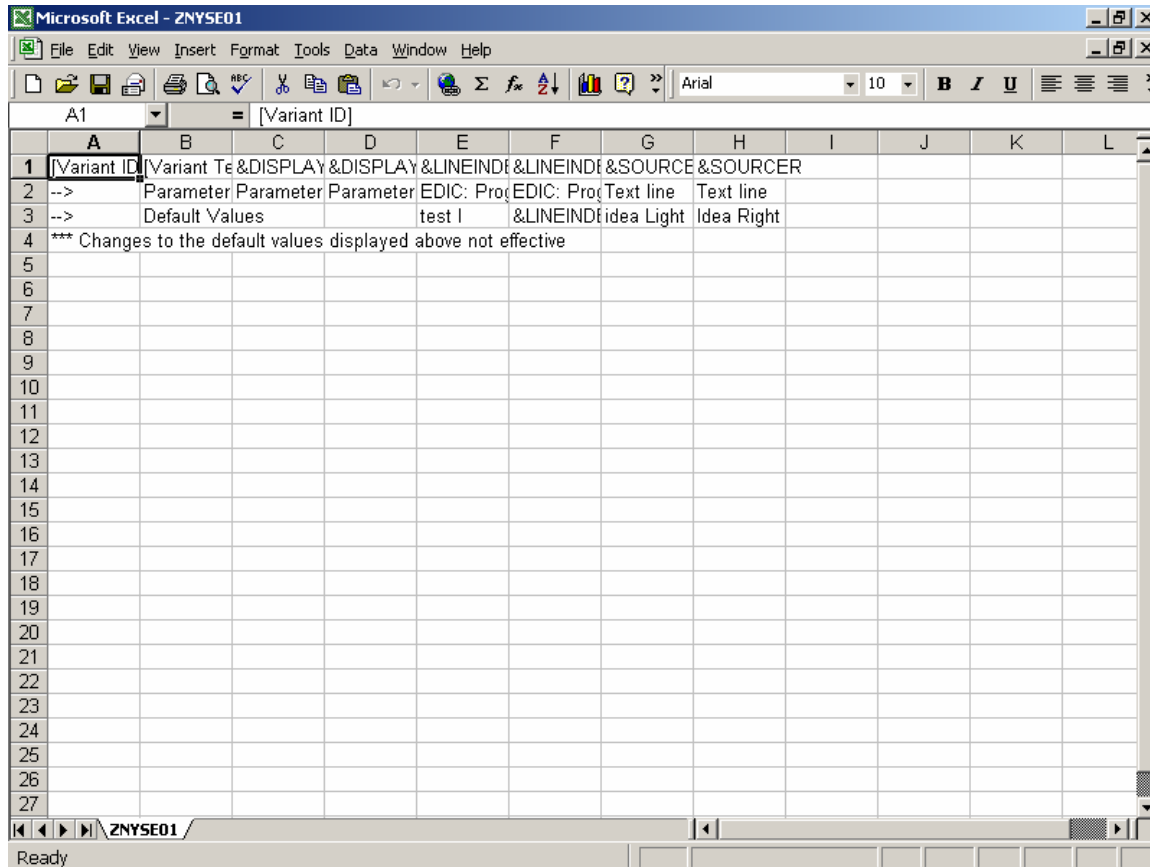 Microsoft Excel - ZNYSE01
File Edit View Insert Format Tools Data Window Help
Arial 10 B I U
A1 = [Variant ID]
A B C D E F G H I J K L
1 [Variant ID [Variant Te &DISPLAY &DISPLAY &LINEINDE &LINEINDE &SOURCE &SOURCER
2 --> Parameter Parameter Parameter EDIC: Prog EDIC: Prog Text line Text line
3 --> Default Values test l &LINEINDE idea Light Idea Right
4 *** Changes to the default values displayed above not effective
5
6
7
8
9
10
11
12
13
14
15
16
17
18
19
20
21
22
23
24
25
26
27
ZNYSE01
Ready